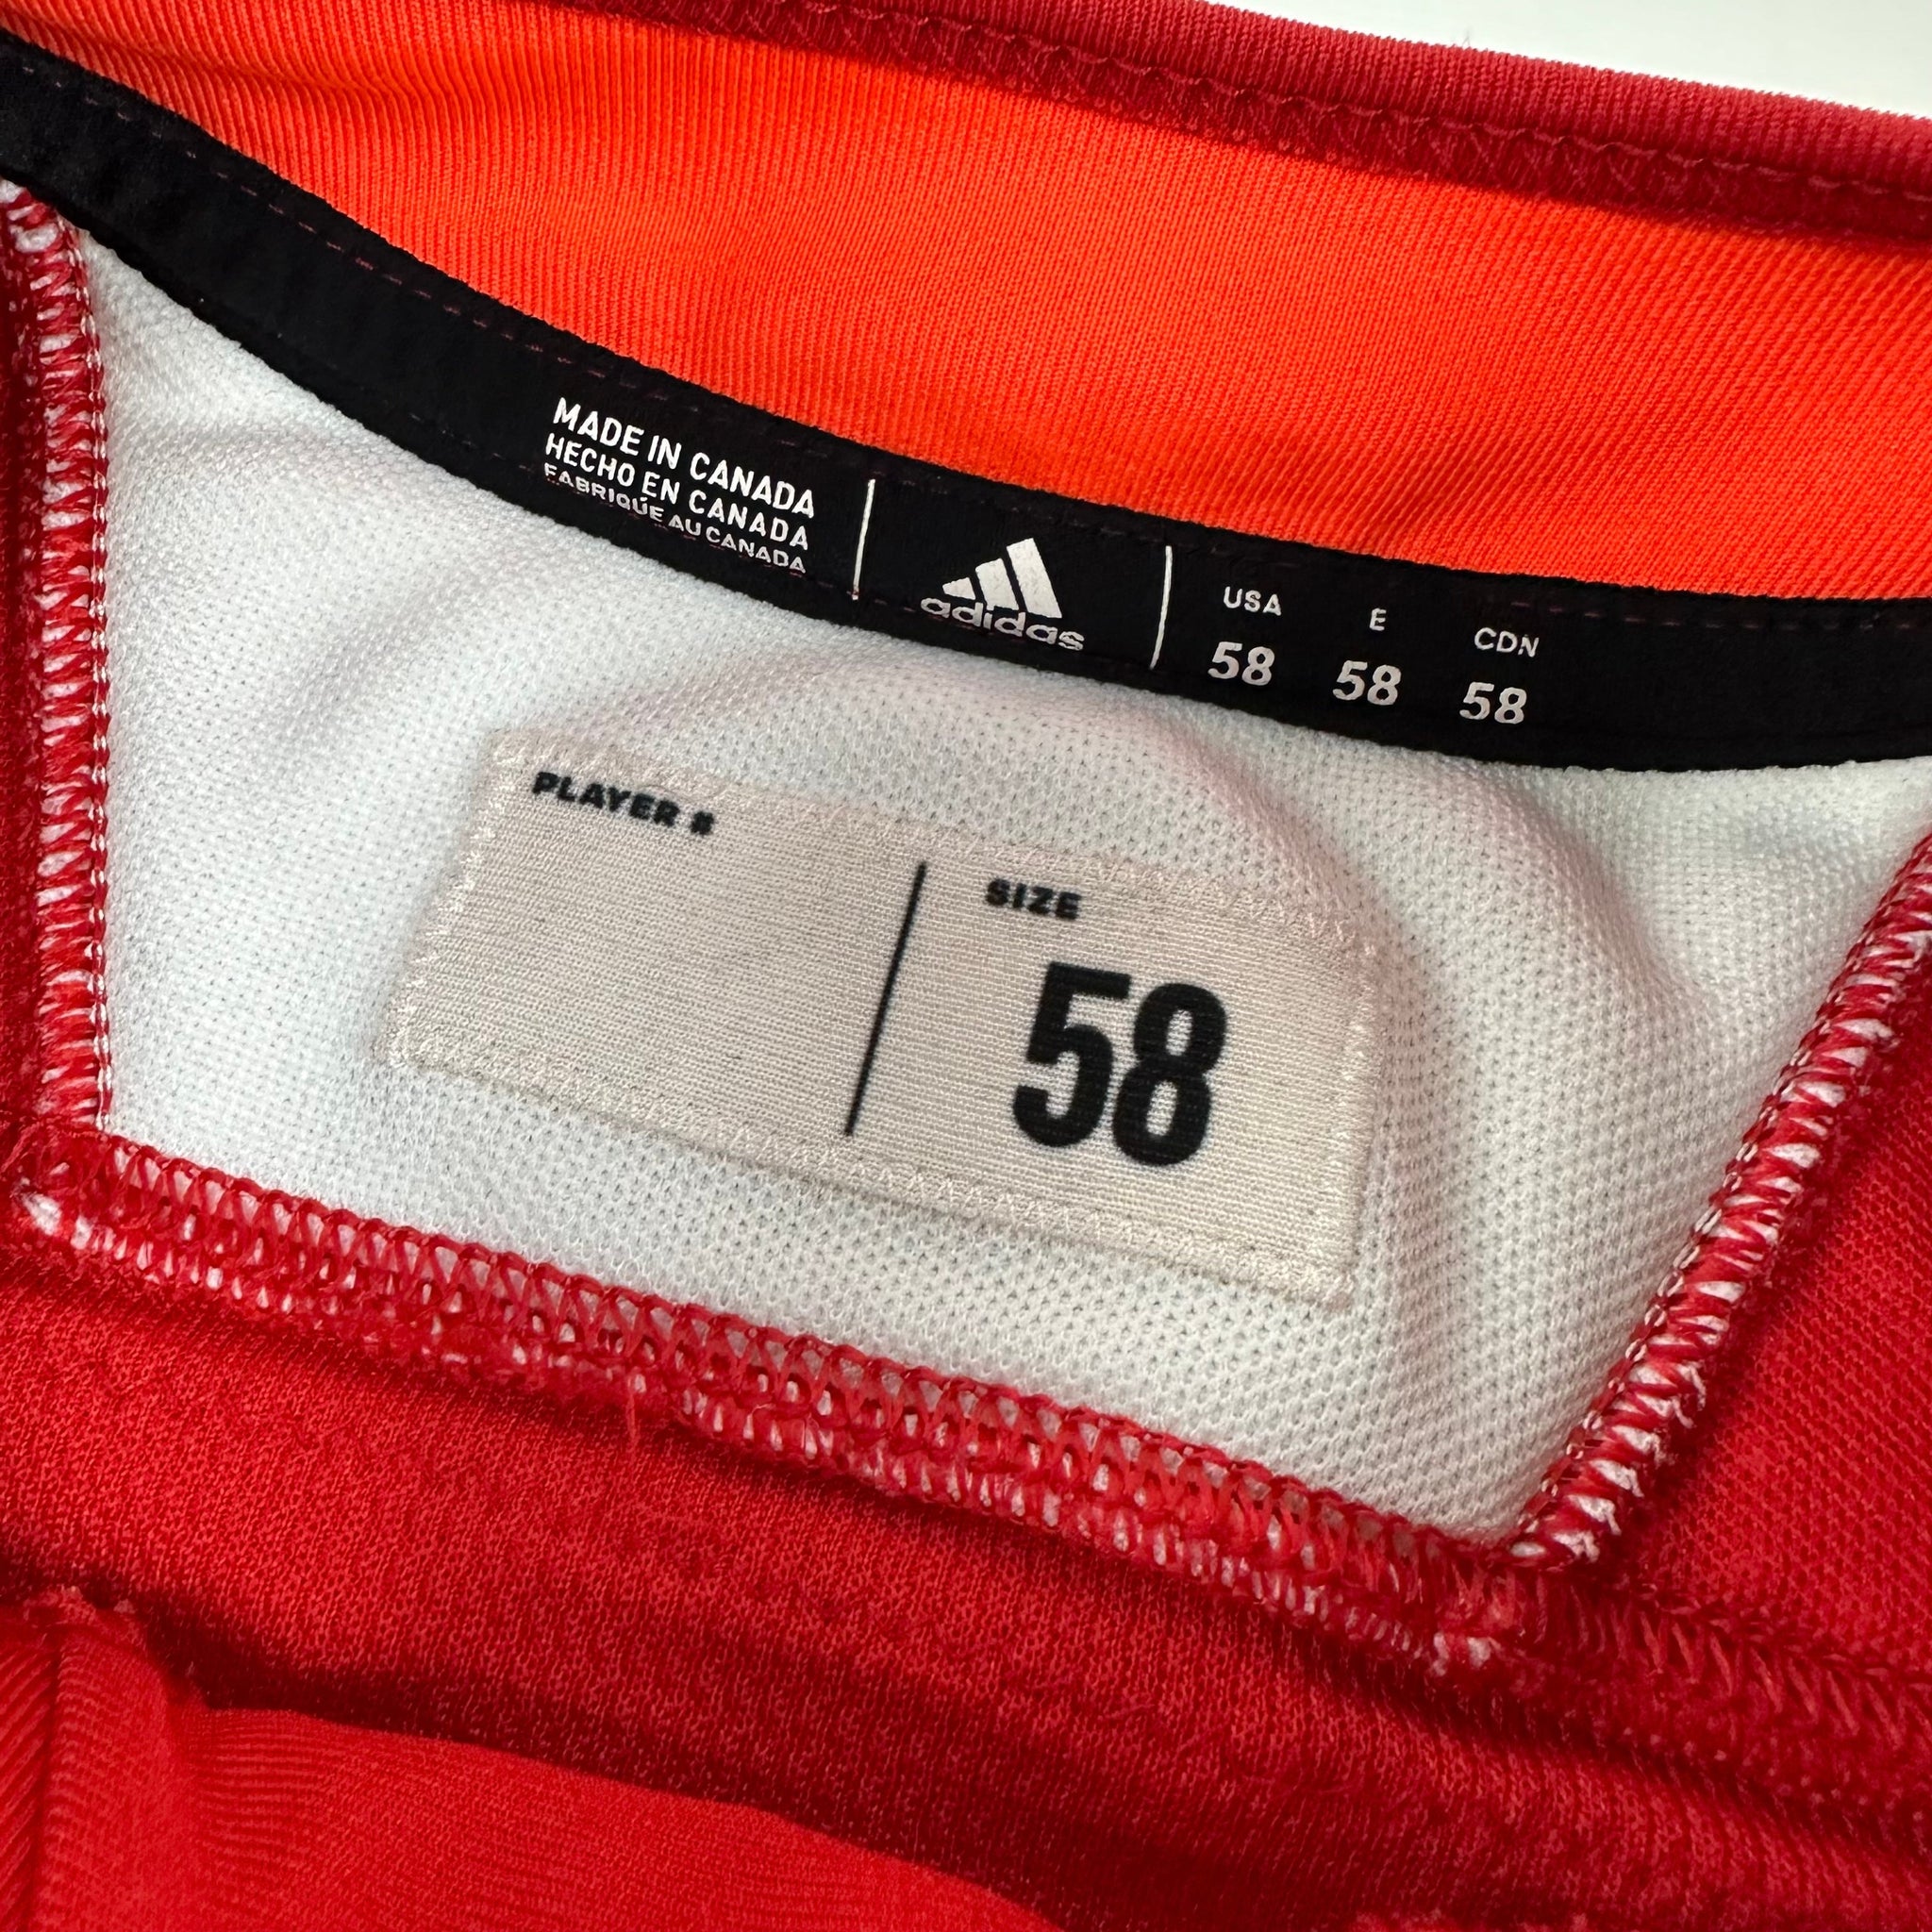 MADE IN CANADA
HECHO EN CANADA
FABRIQUÉ AU CANADA
adidas
USA E CDN
58 58 58
PLAYER #
SIZE
58